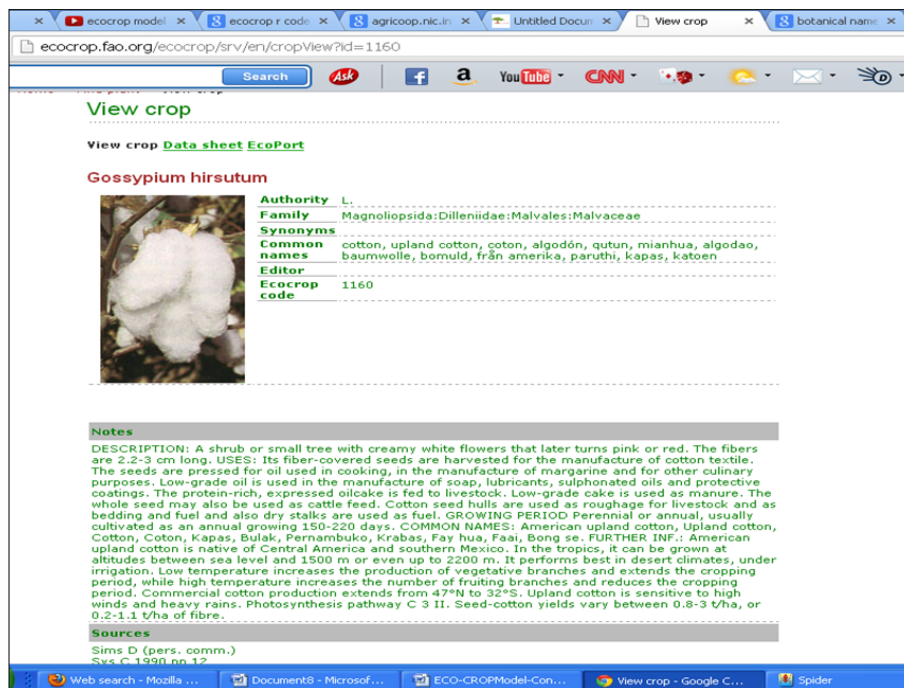 ecocrop model
ecocrop r code
agricoop.nic.in
Untitled Docum
View crop
botanical name
ecocrop.fao.org/ecocrop/srv/en/cropView?id=1160
Search
Ask
f
a
YouTube
CNN
View crop
View crop Data sheet EcoPort
Gossypium hirsutum
Authority L.
Family Magnoliopsida:Dilleniidae:Malvales:Malvaceae
Synonyms
Common names cotton, upland cotton, coton, algodón, qutun, mianhua, algodao,
baumwolle, bomuld, från amerika, paruthi, kapas, katoen
Editor
Ecocrop code 1160
Notes
DESCRIPTION: A shrub or small tree with creamy white flowers that later turns pink or red. The fibers
are 2.2-3 cm long. USES: Its fiber-covered seeds are harvested for the manufacture of cotton textile.
The seeds are pressed for oil used in cooking, in the manufacture of margarine and for other culinary
purposes. Low-grade oil is used in the manufacture of soap, lubricants, sulphonated oils and protective
coatings. The protein-rich, expressed oilcake is fed to livestock. Low-grade cake is used as manure. The
whole seed may also be used as cattle feed. Cotton seed hulls are used as roughage for livestock and as
bedding and fuel and also dry stalks are used as fuel. GROWING PERIOD Perennial or annual, usually
cultivated as an annual growing 150-220 days. COMMON NAMES: American upland cotton, Upland cotton,
Cotton, Coton, Kapas, Bulak, Pernambuko, Krabas, Fay hua, Faai, Bong se. FURTHER INF.: American
upland cotton is native of Central America and southern Mexico. In the tropics, it can be grown at
altitudes between sea level and 1500 m or even up to 2200 m. It performs best in desert climates, under
irrigation. Low temperature increases the production of vegetative branches and extends the cropping
period, while high temperature increases the number of fruiting branches and reduces the cropping
period. Commercial cotton production extends from 47°N to 32°S. Upland cotton is sensitive to high
winds and heavy rains. Photosynthesis pathway C 3 II. Seed-cotton yields vary between 0.8-3 t/ha, or
0.2-1.1 t/ha of fibre.
Sources
Sims D (pers. comm.)
Sys C 1990 pp 12
Web search - Mozilla ...
Document8 - Microsof...
ECO-CROPModel-Con...
View crop - Google C...
Spider